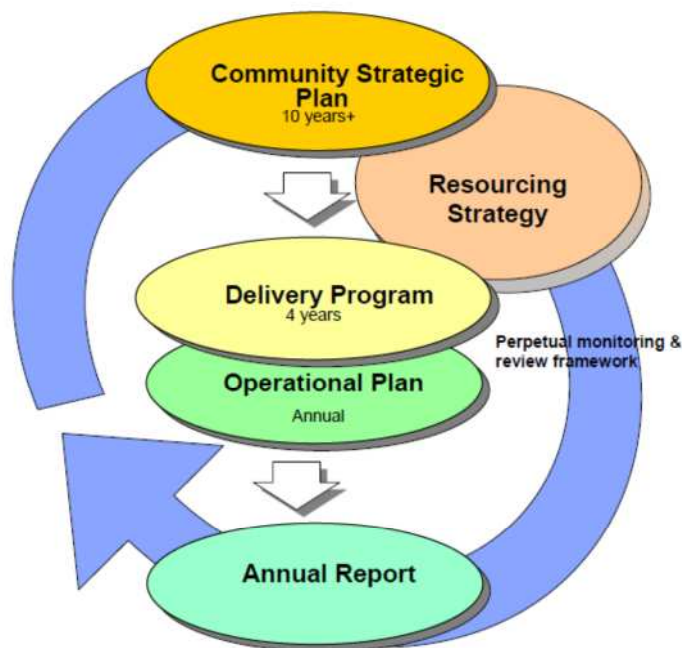 Community Strategic
Plan
10 years+
Resourcing
Strategy
Delivery Program
4 years
Perpetual monitoring &
review framework
Operational Plan
Annual
Annual Report